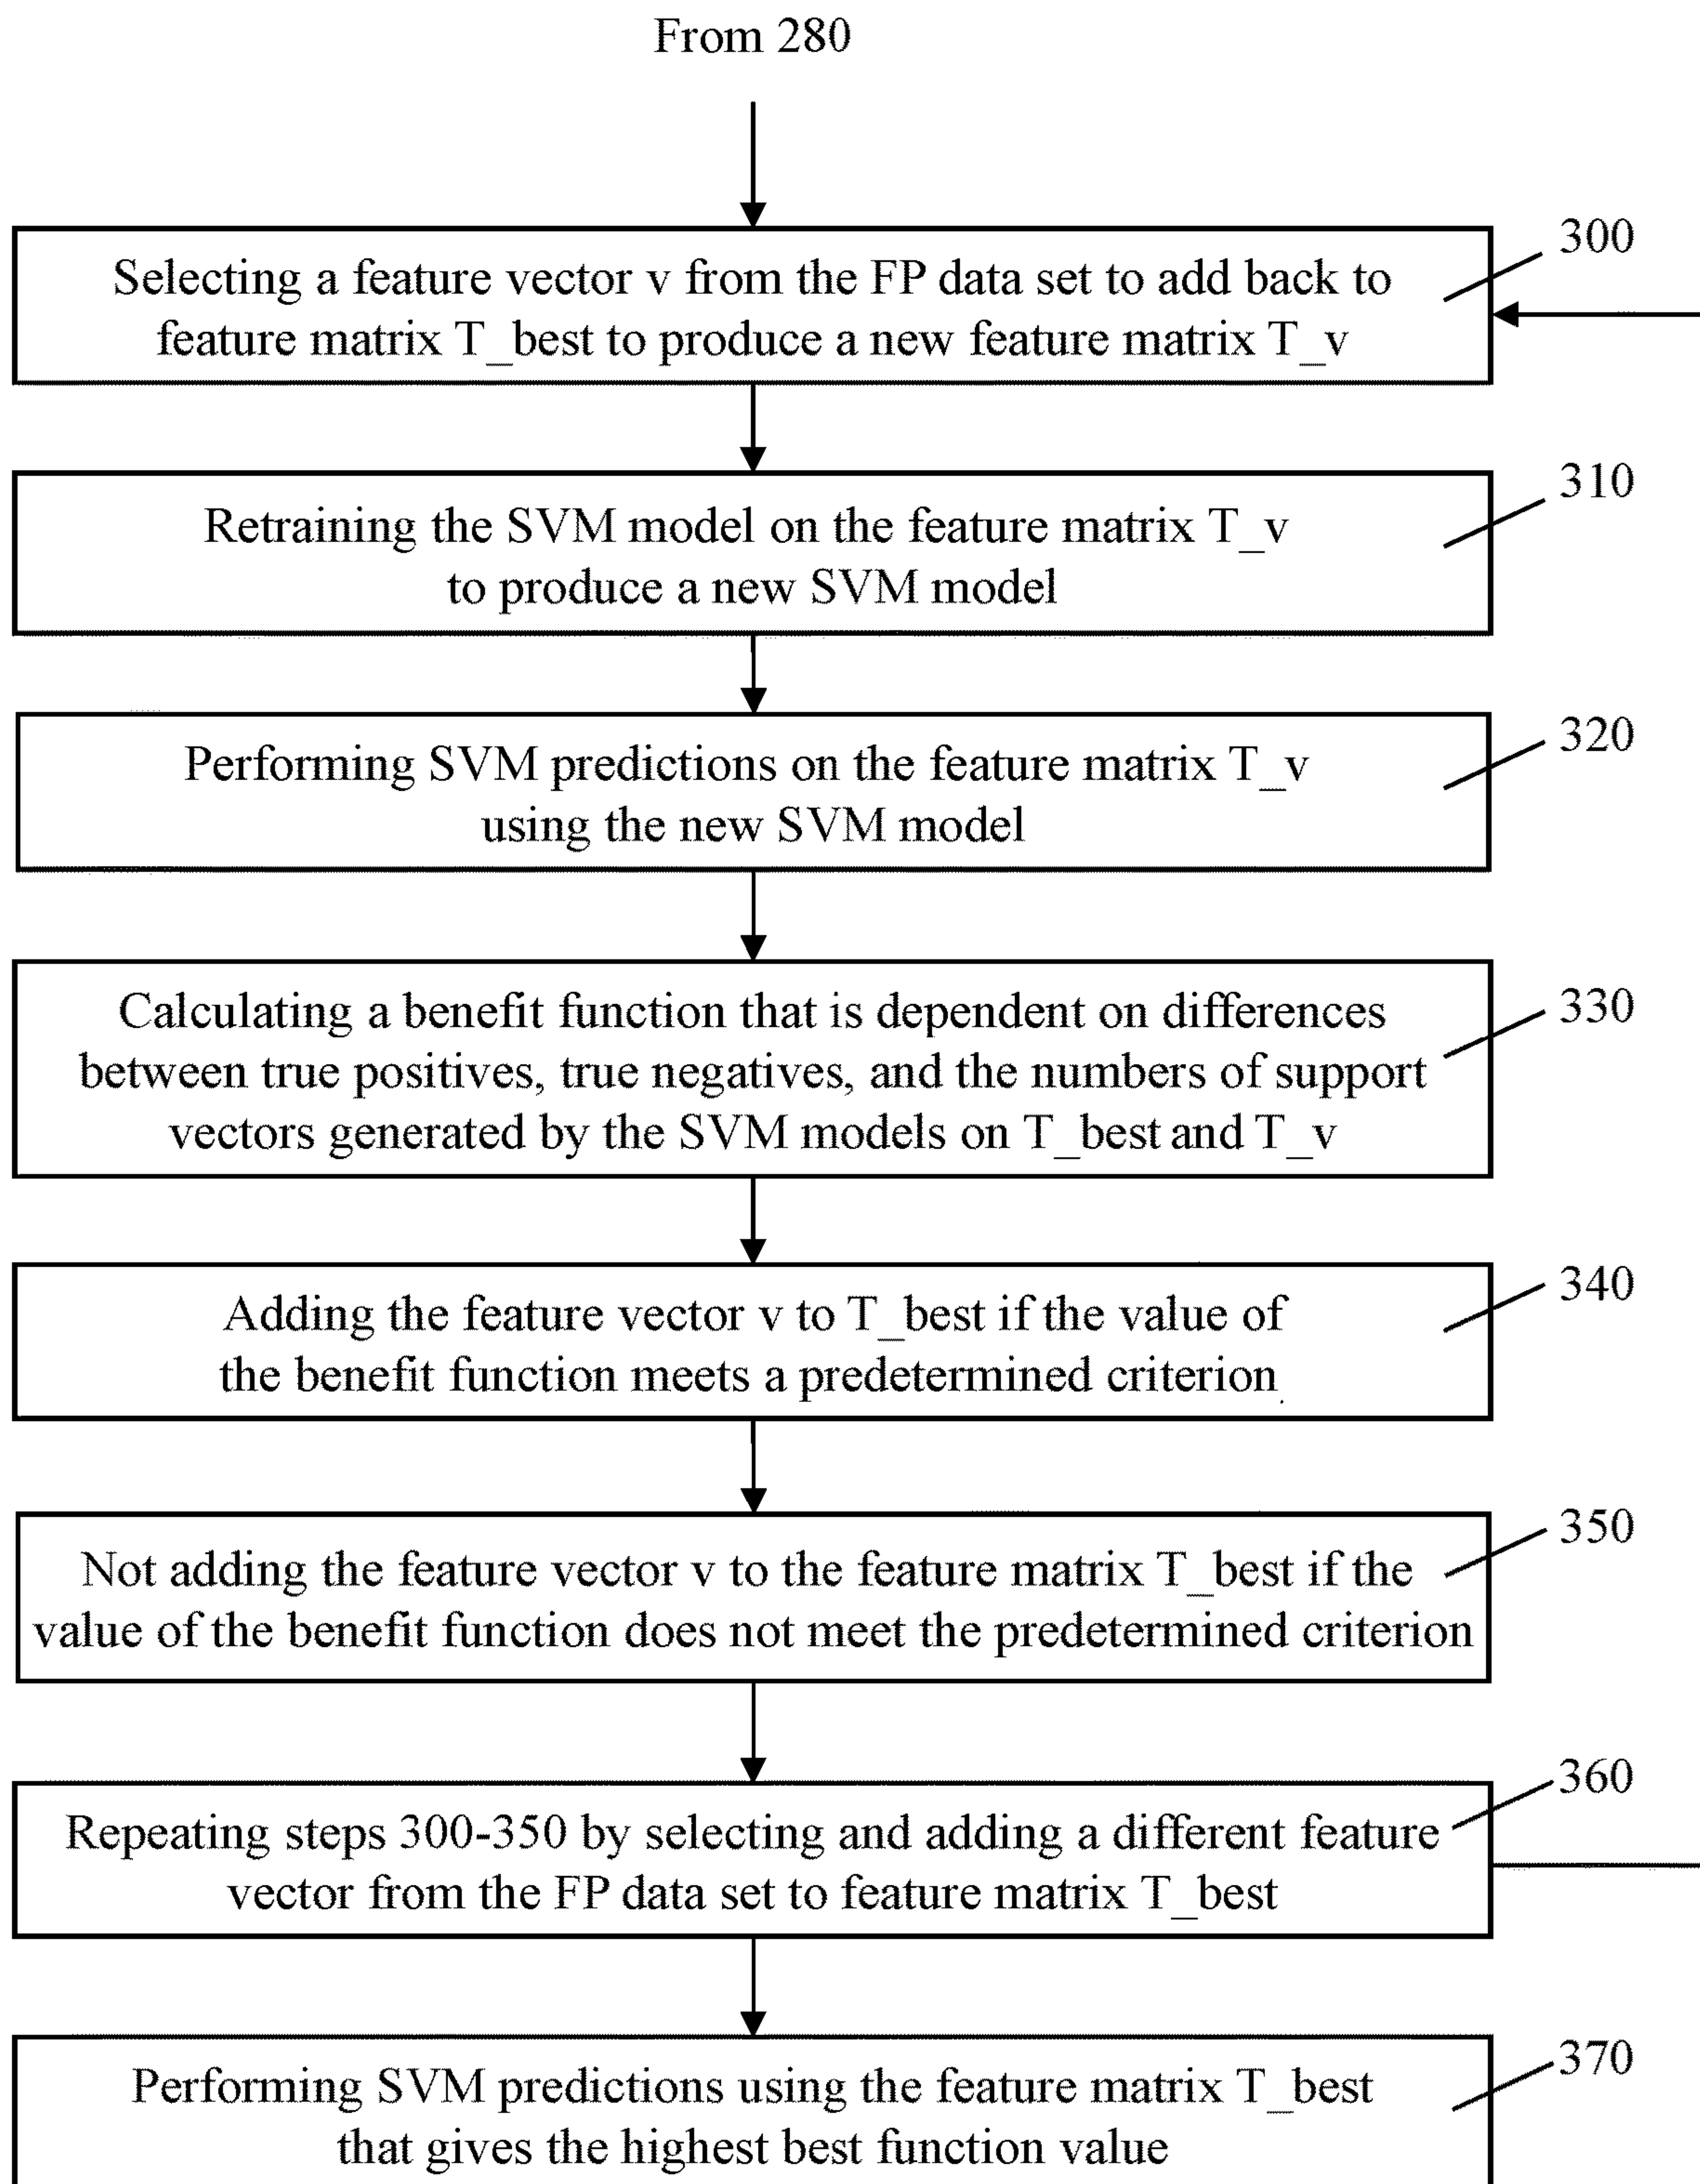 From 280
300
Selecting a feature vector v from the FP data set to add back to
feature matrix T_best to produce a new feature matrix T_v
310
Retraining the SVM model on the feature matrix T_v
to produce a new SVM model
320
Performing SVM predictions on the feature matrix T_v
using the new SVM model
330
Calculating a benefit function that is dependent on differences
between true positives, true negatives, and the numbers of support
vectors generated by the SVM models on T_best and T_v
340
Adding the feature vector v to T_best if the value of
the benefit function meets a predetermined criterion
350
Not adding the feature vector v to the feature matrix T_best if the
value of the benefit function does not meet the predetermined criterion
360
Repeating steps 300-350 by selecting and adding a different feature
vector from the FP data set to feature matrix T_best
370
Performing SVM predictions using the feature matrix T_best
that gives the highest best function value